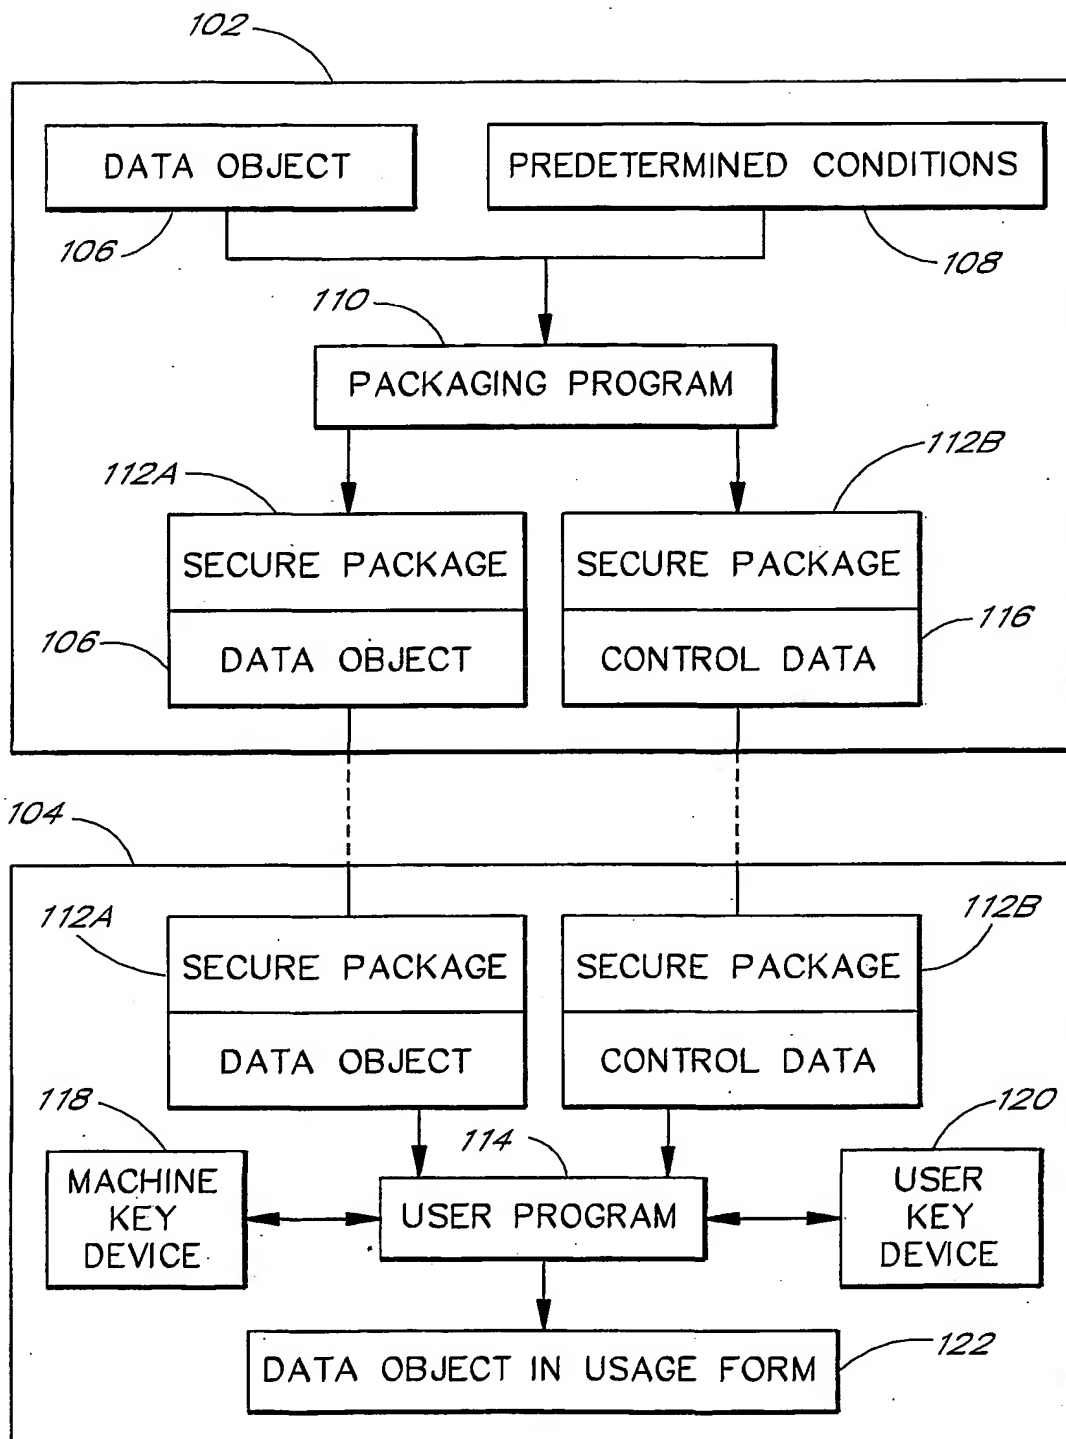 102
DATA OBJECT
PREDETERMINED CONDITIONS
106
108
110
PACKAGING PROGRAM
112A
112B
SECURE PACKAGE
SECURE PACKAGE
106
DATA OBJECT
CONTROL DATA
116
104
112A
112B
SECURE PACKAGE
SECURE PACKAGE
DATA OBJECT
CONTROL DATA
118
114
120
MACHINE
KEY
DEVICE
USER PROGRAM
USER
KEY
DEVICE
DATA OBJECT IN USAGE FORM
122